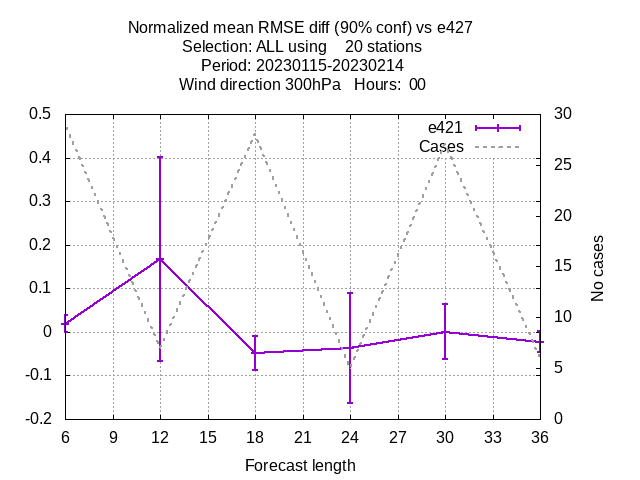 Normalized mean RMSE diff (90% conf) vs e427
Selection: ALL using    20 stations
Period: 20230115-20230214
Wind direction 300hPa   Hours:  00
0.5
0.4
0.3
0.2
0.1
0
-0.1
-0.2
e421
Cases
30
25
20
15
10
5
0
No cases
6 9 12 15 18 21 24 27 30 33 36
Forecast length